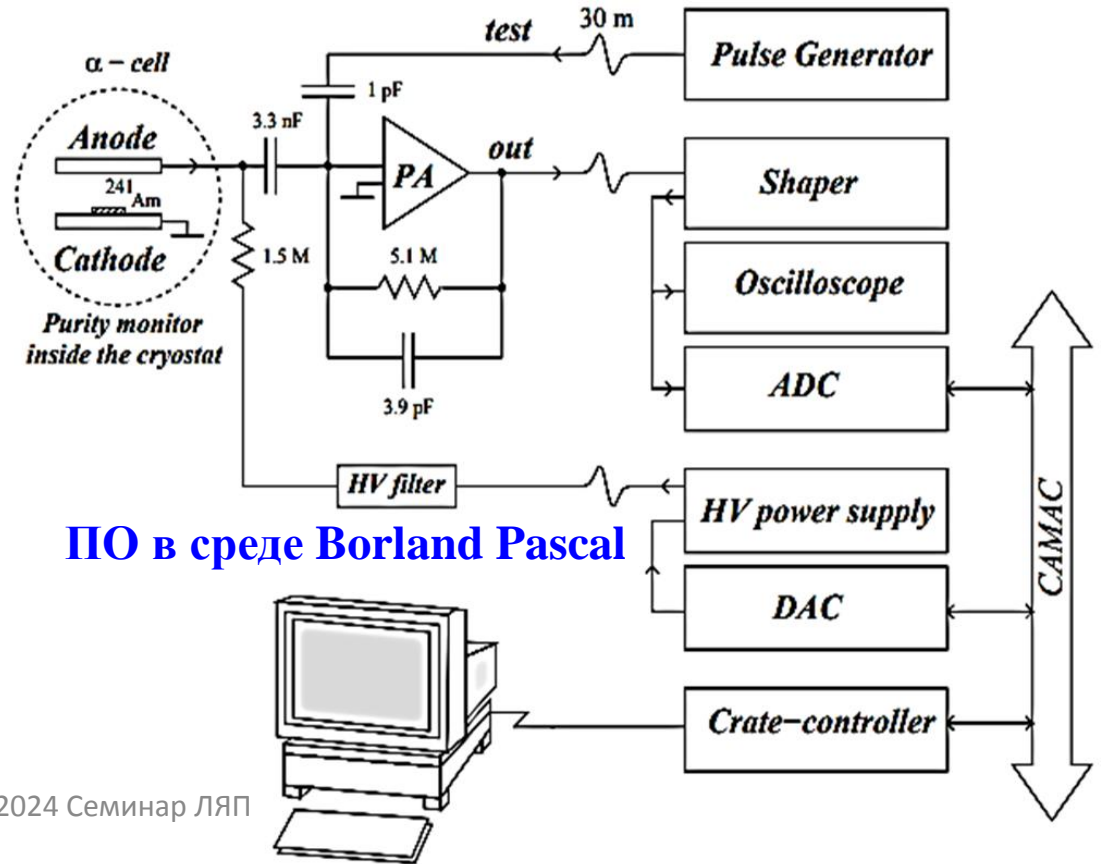 test
30 m
Pulse Generator
α – cell
1 pF
3.3 nF
Anode
PA
out
Shaper
241
Am
Cathode
1.5 M
5.1 M
Oscilloscope
Purity monitor
inside the cryostat
3.9 pF
ADC
HV filter
HV power supply
ПО в среде Borland Pascal
DAC
CAMAC
Crate–controller
2024 Семинар ЛЯП